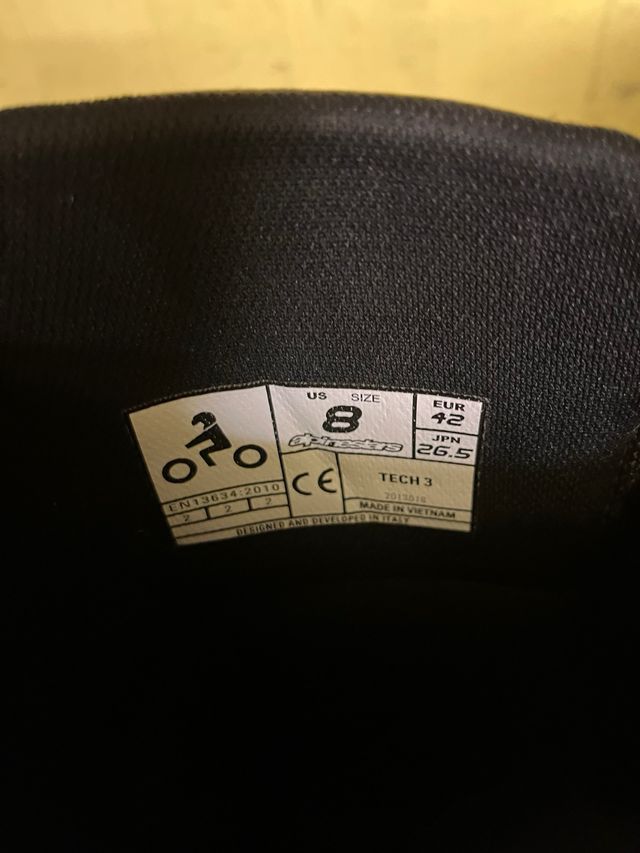 US SIZE
8
alpinestars
EUR
42
JPN
26.5
EN13634:2010
2 2 2
CE
TECH 3
2013018
MADE IN VIETNAM
DESIGNED AND DEVELOPED IN ITALY